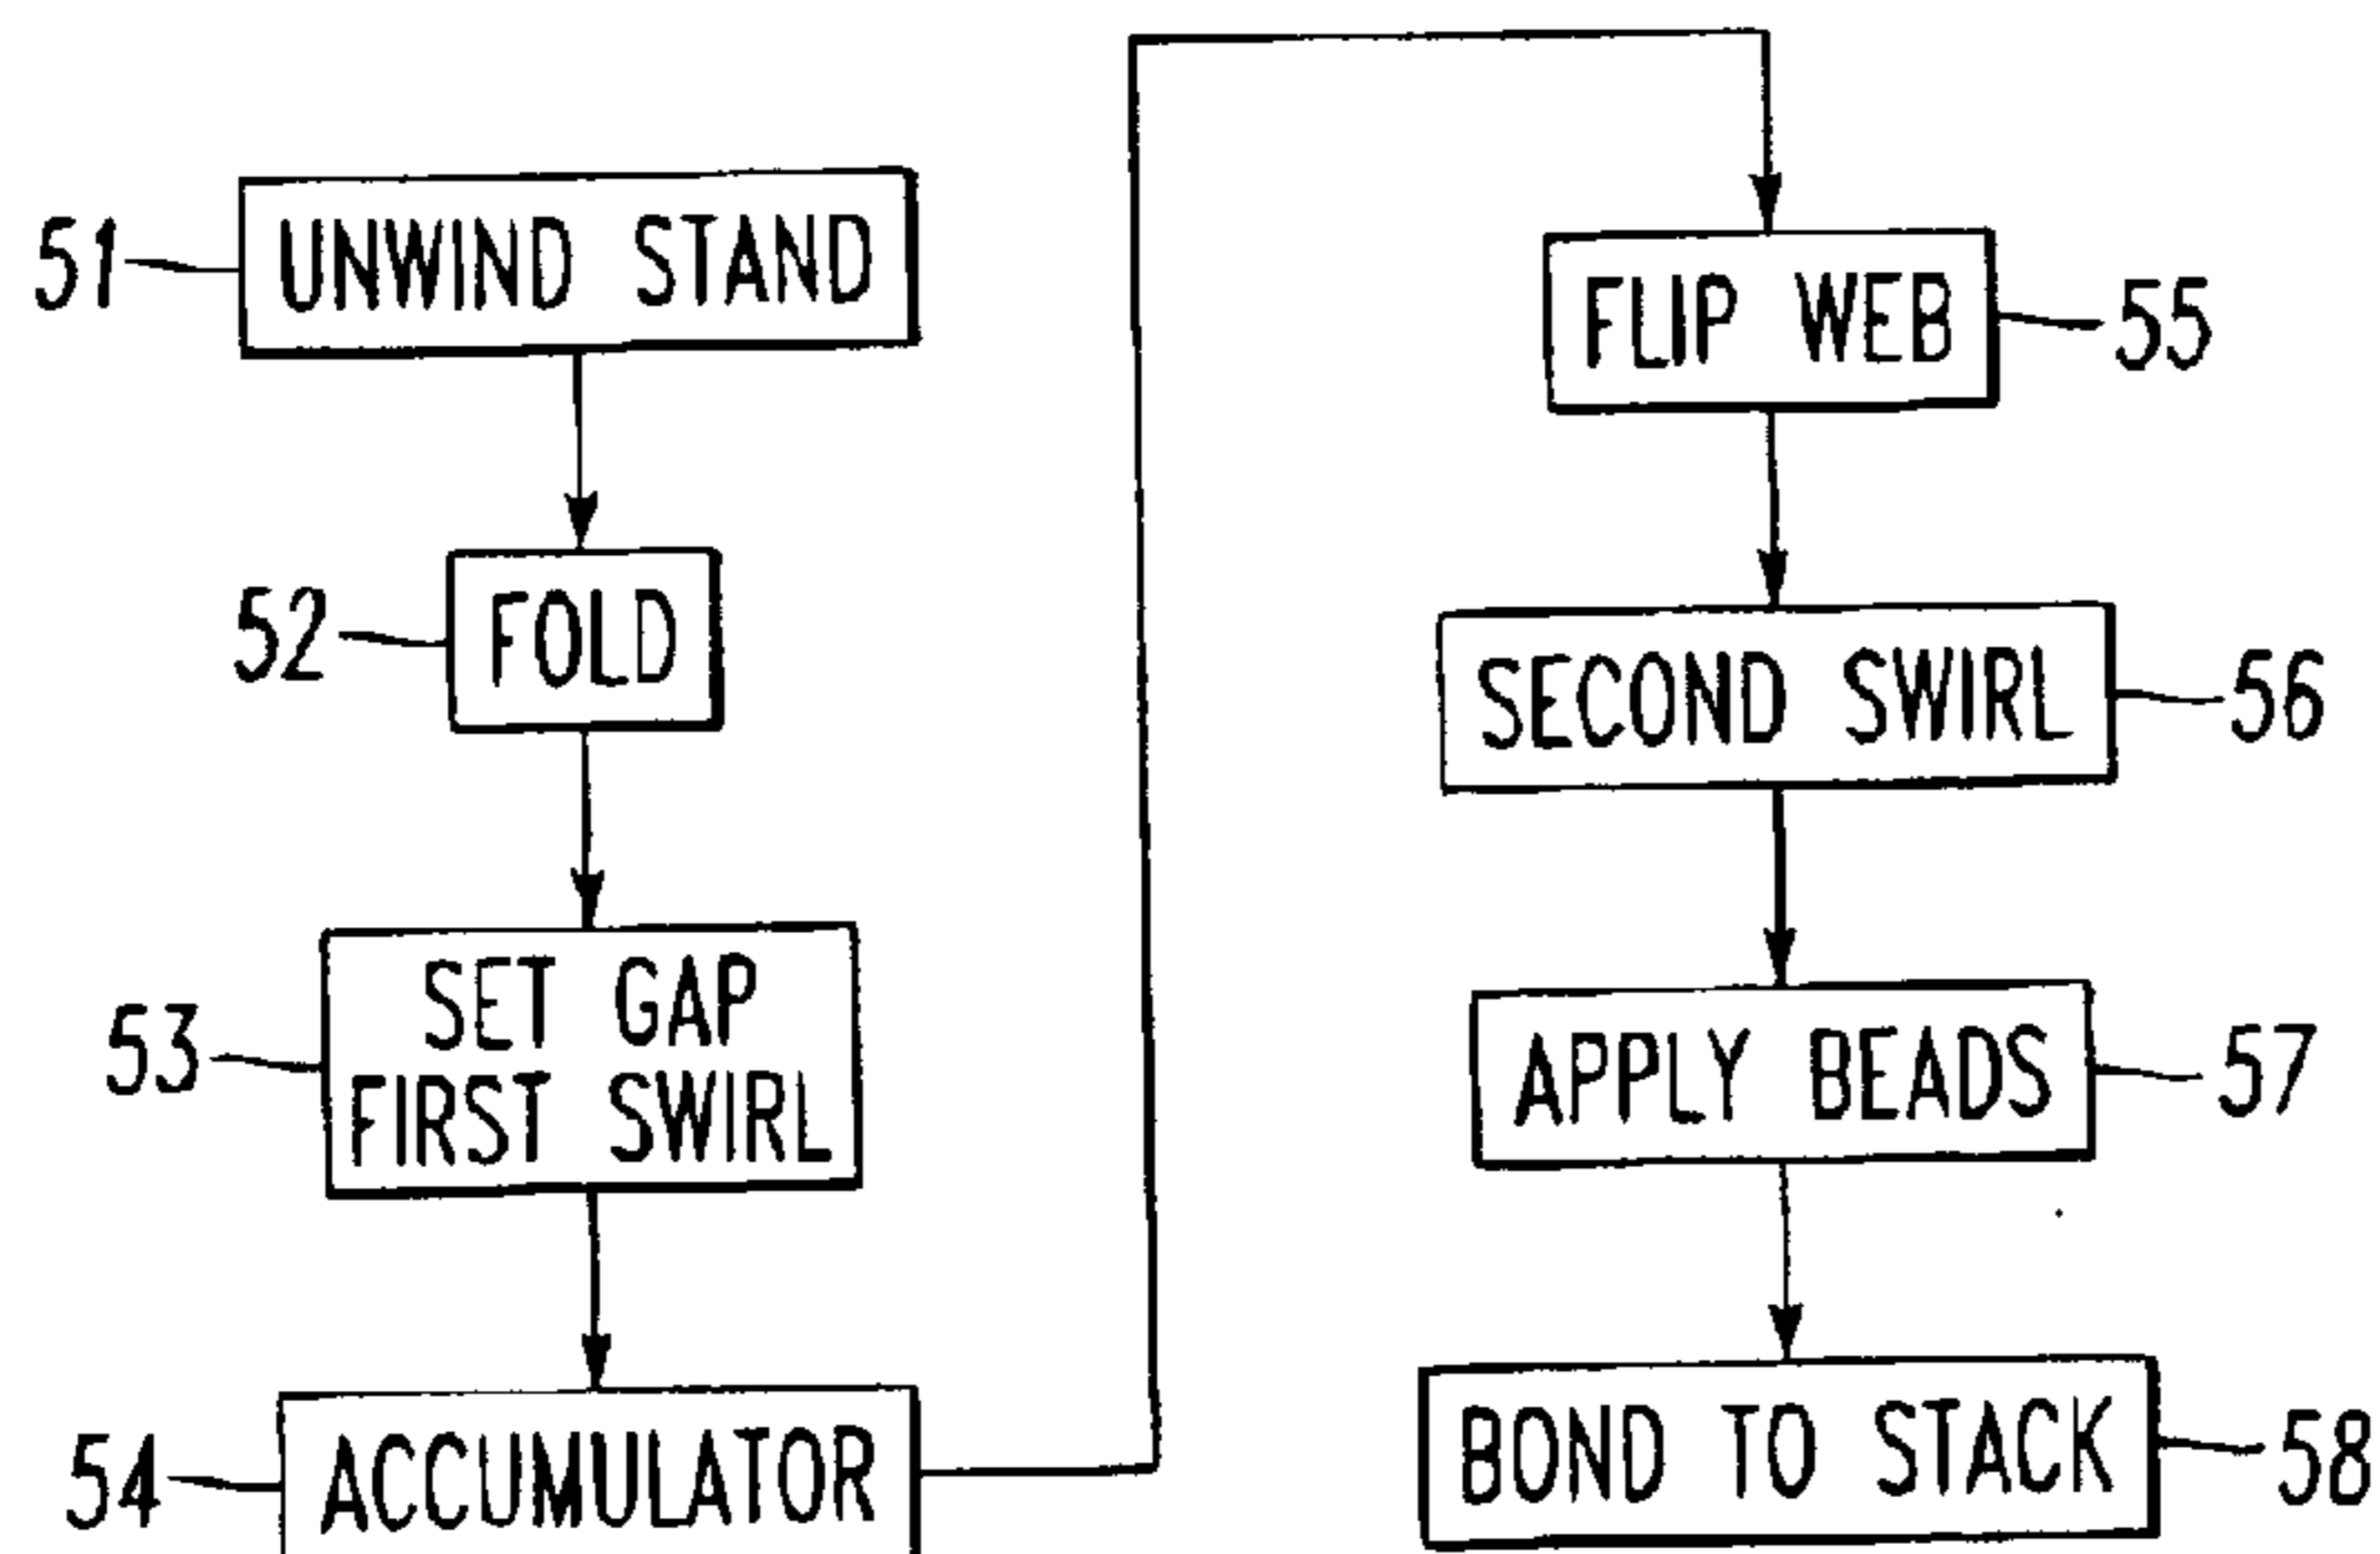 51
UNWIND STAND
52
FOLD
53
SET GAP
FIRST SWIRL
54
ACCUMULATOR
FLIP WEB
55
SECOND SWIRL
56
APPLY BEADS
57
BOND TO STACK
58